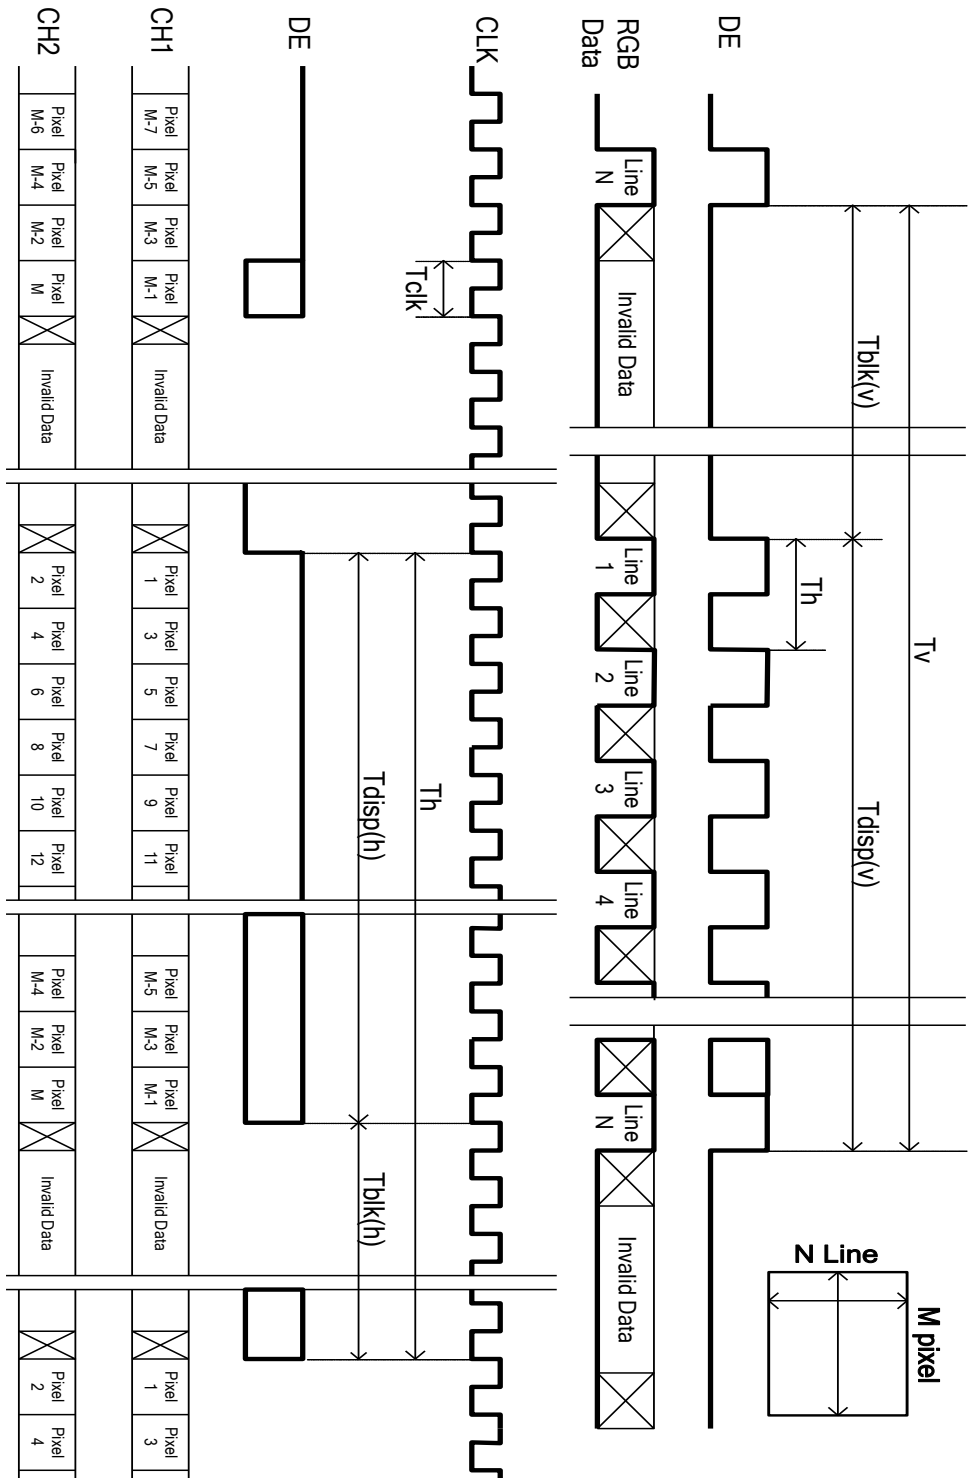 Tv
Tblk(v)
Tdisp(v)
Th
DE
RGB
Data
Line
N
Invalid Data
Line
1
Line
2
Line
3
Line
4
Line
N
Invalid Data
N Line
M pixel
CLK
Tclk
Th
Tdisp(h)
Tblk(h)
DE
CH1
Pixel
M-7
Pixel
M-5
Pixel
M-3
Pixel
M-1
Invalid Data
Pixel
1
Pixel
3
Pixel
5
Pixel
7
Pixel
9
Pixel
11
Pixel
M-5
Pixel
M-3
Pixel
M-1
Invalid Data
Pixel
1
Pixel
3
CH2
Pixel
M-6
Pixel
M-4
Pixel
M-2
Pixel
M
Invalid Data
Pixel
2
Pixel
4
Pixel
6
Pixel
8
Pixel
10
Pixel
12
Pixel
M-4
Pixel
M-2
Pixel
M
Invalid Data
Pixel
2
Pixel
4